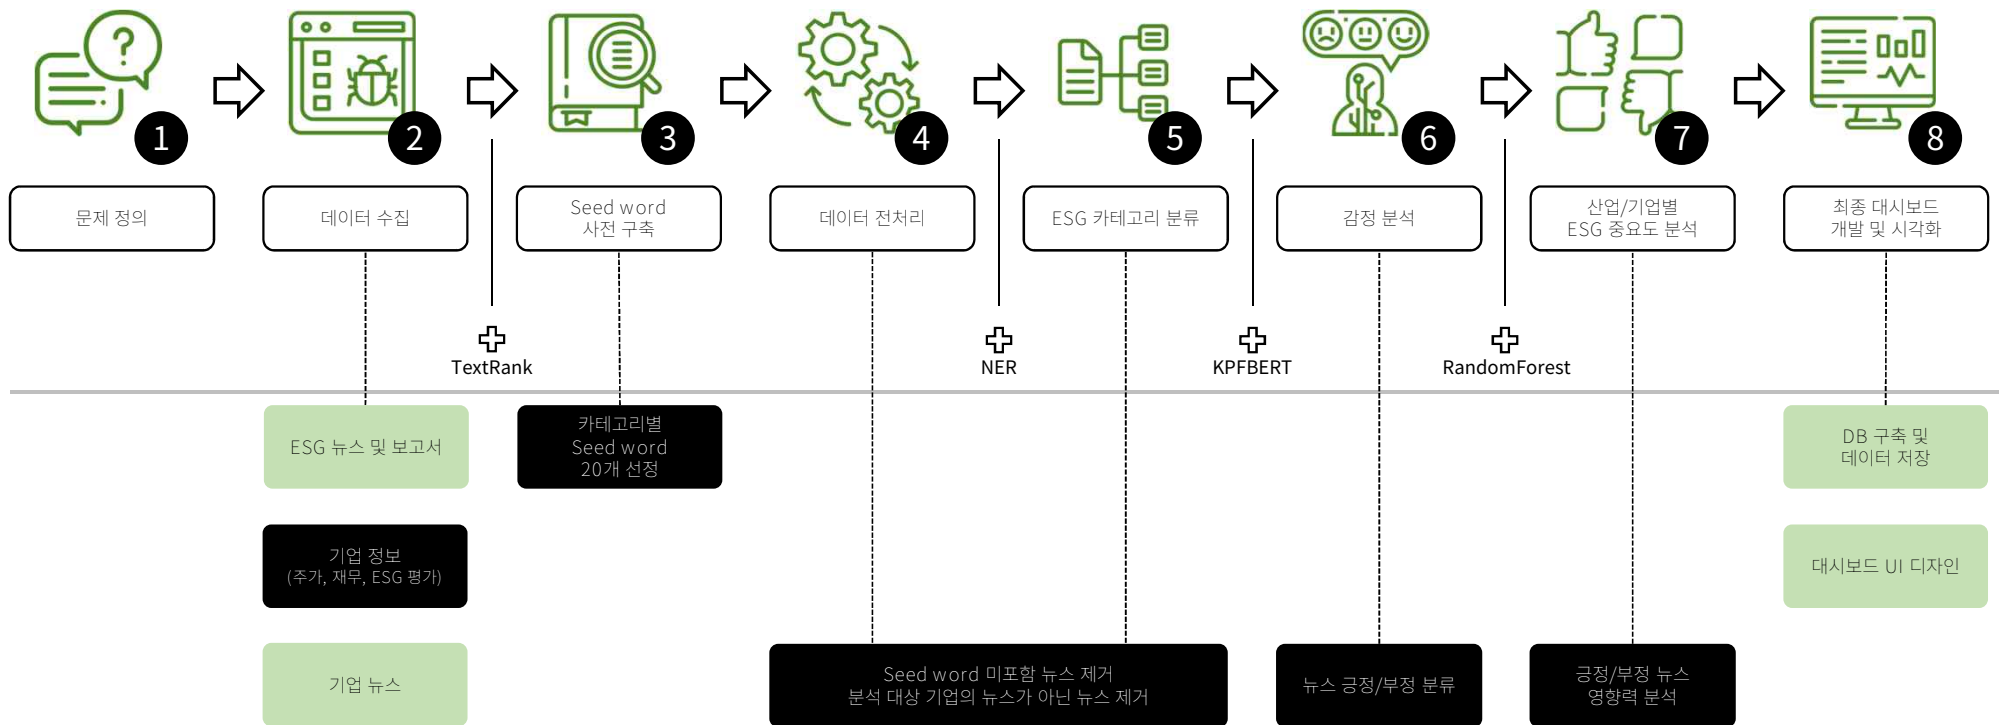 ?
1
2
3
4
5
6
7
8
문제 정의
데이터 수집
Seed word
사전 구축
데이터 전처리
ESG 카테고리 분류
감정 분석
산업/기업별
ESG 중요도 분석
최종 대시보드
개발 및 시각화
TextRank
NER
KPFBERT
RandomForest
ESG 뉴스 및 보고서
카테고리별
Seed word
20개 선정
DB 구축 및
데이터 저장
기업 정보
(주가, 재무, ESG 평가)
대시보드 UI 디자인
기업 뉴스
Seed word 미포함 뉴스 제거
분석 대상 기업의 뉴스가 아닌 뉴스 제거
뉴스 긍정/부정 분류
긍정/부정 뉴스
영향력 분석